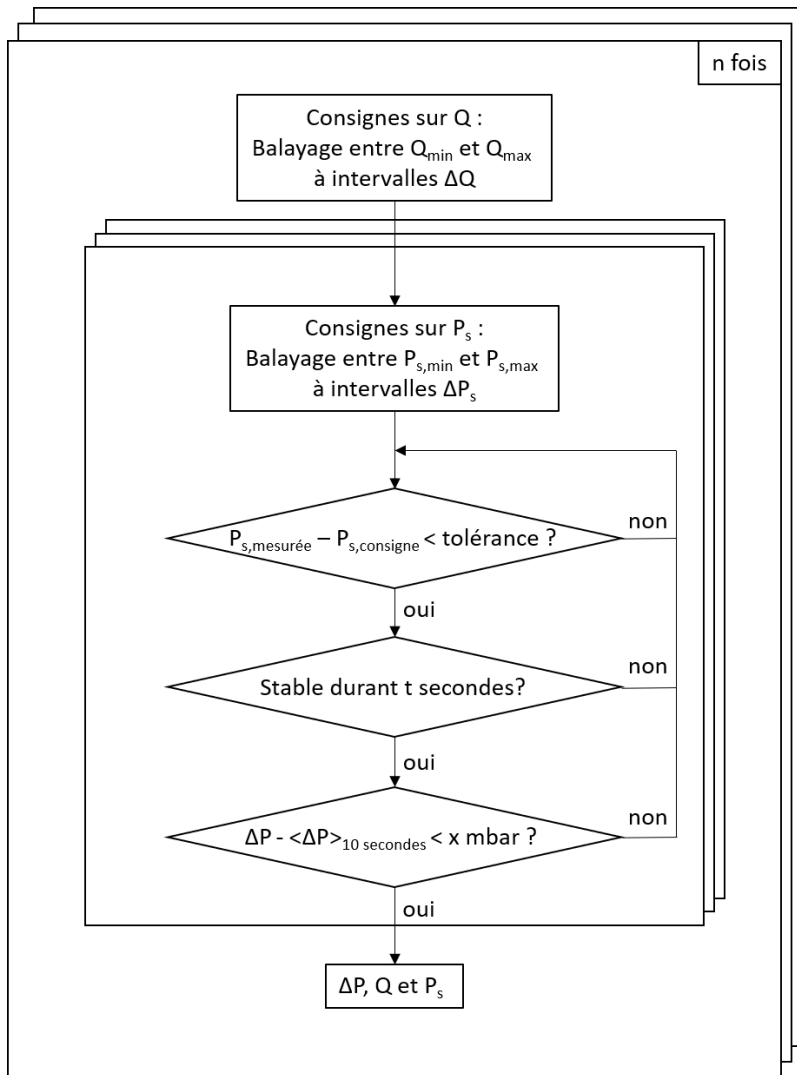 n fois
Consignes sur Q :
Balayage entre Qmin et Qmax
à intervalles ΔQ
Consignes sur Ps :
Balayage entre Ps,min et Ps,max
à intervalles ΔPs
non
Ps,mesurée – Ps,consigne < tolérance ?
oui
non
Stable durant t secondes?
oui
non
ΔP - <ΔP>10 secondes < x mbar ?
oui
ΔP, Q et Ps